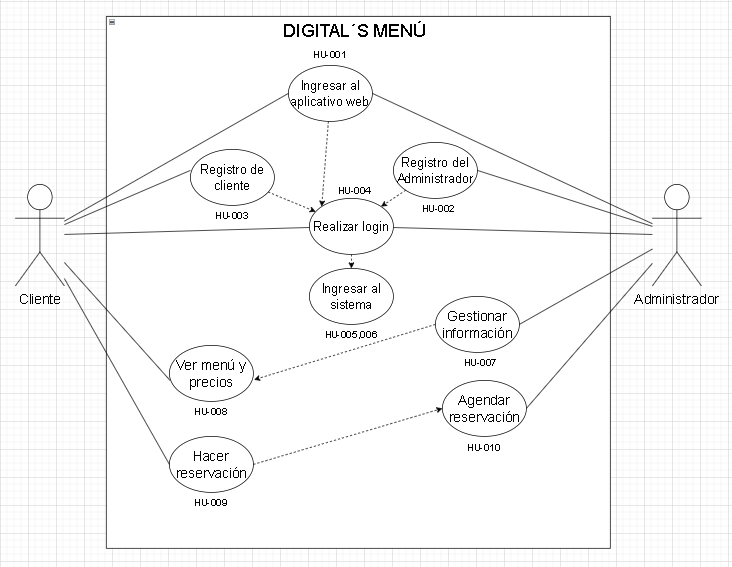 DIGITAL´S MENÚ
HU-001
Ingresar al
aplicativo web
Registro de
cliente
HU-003
Registro del
Administrador
HU-002
HU-004
Realizar login
Ingresar al
sistema
HU-005,006
Cliente
Administrador
Gestionar
información
HU-007
Ver menú y
precios
HU-008
Agendar
reservación
HU-010
Hacer
reservación
HU-009